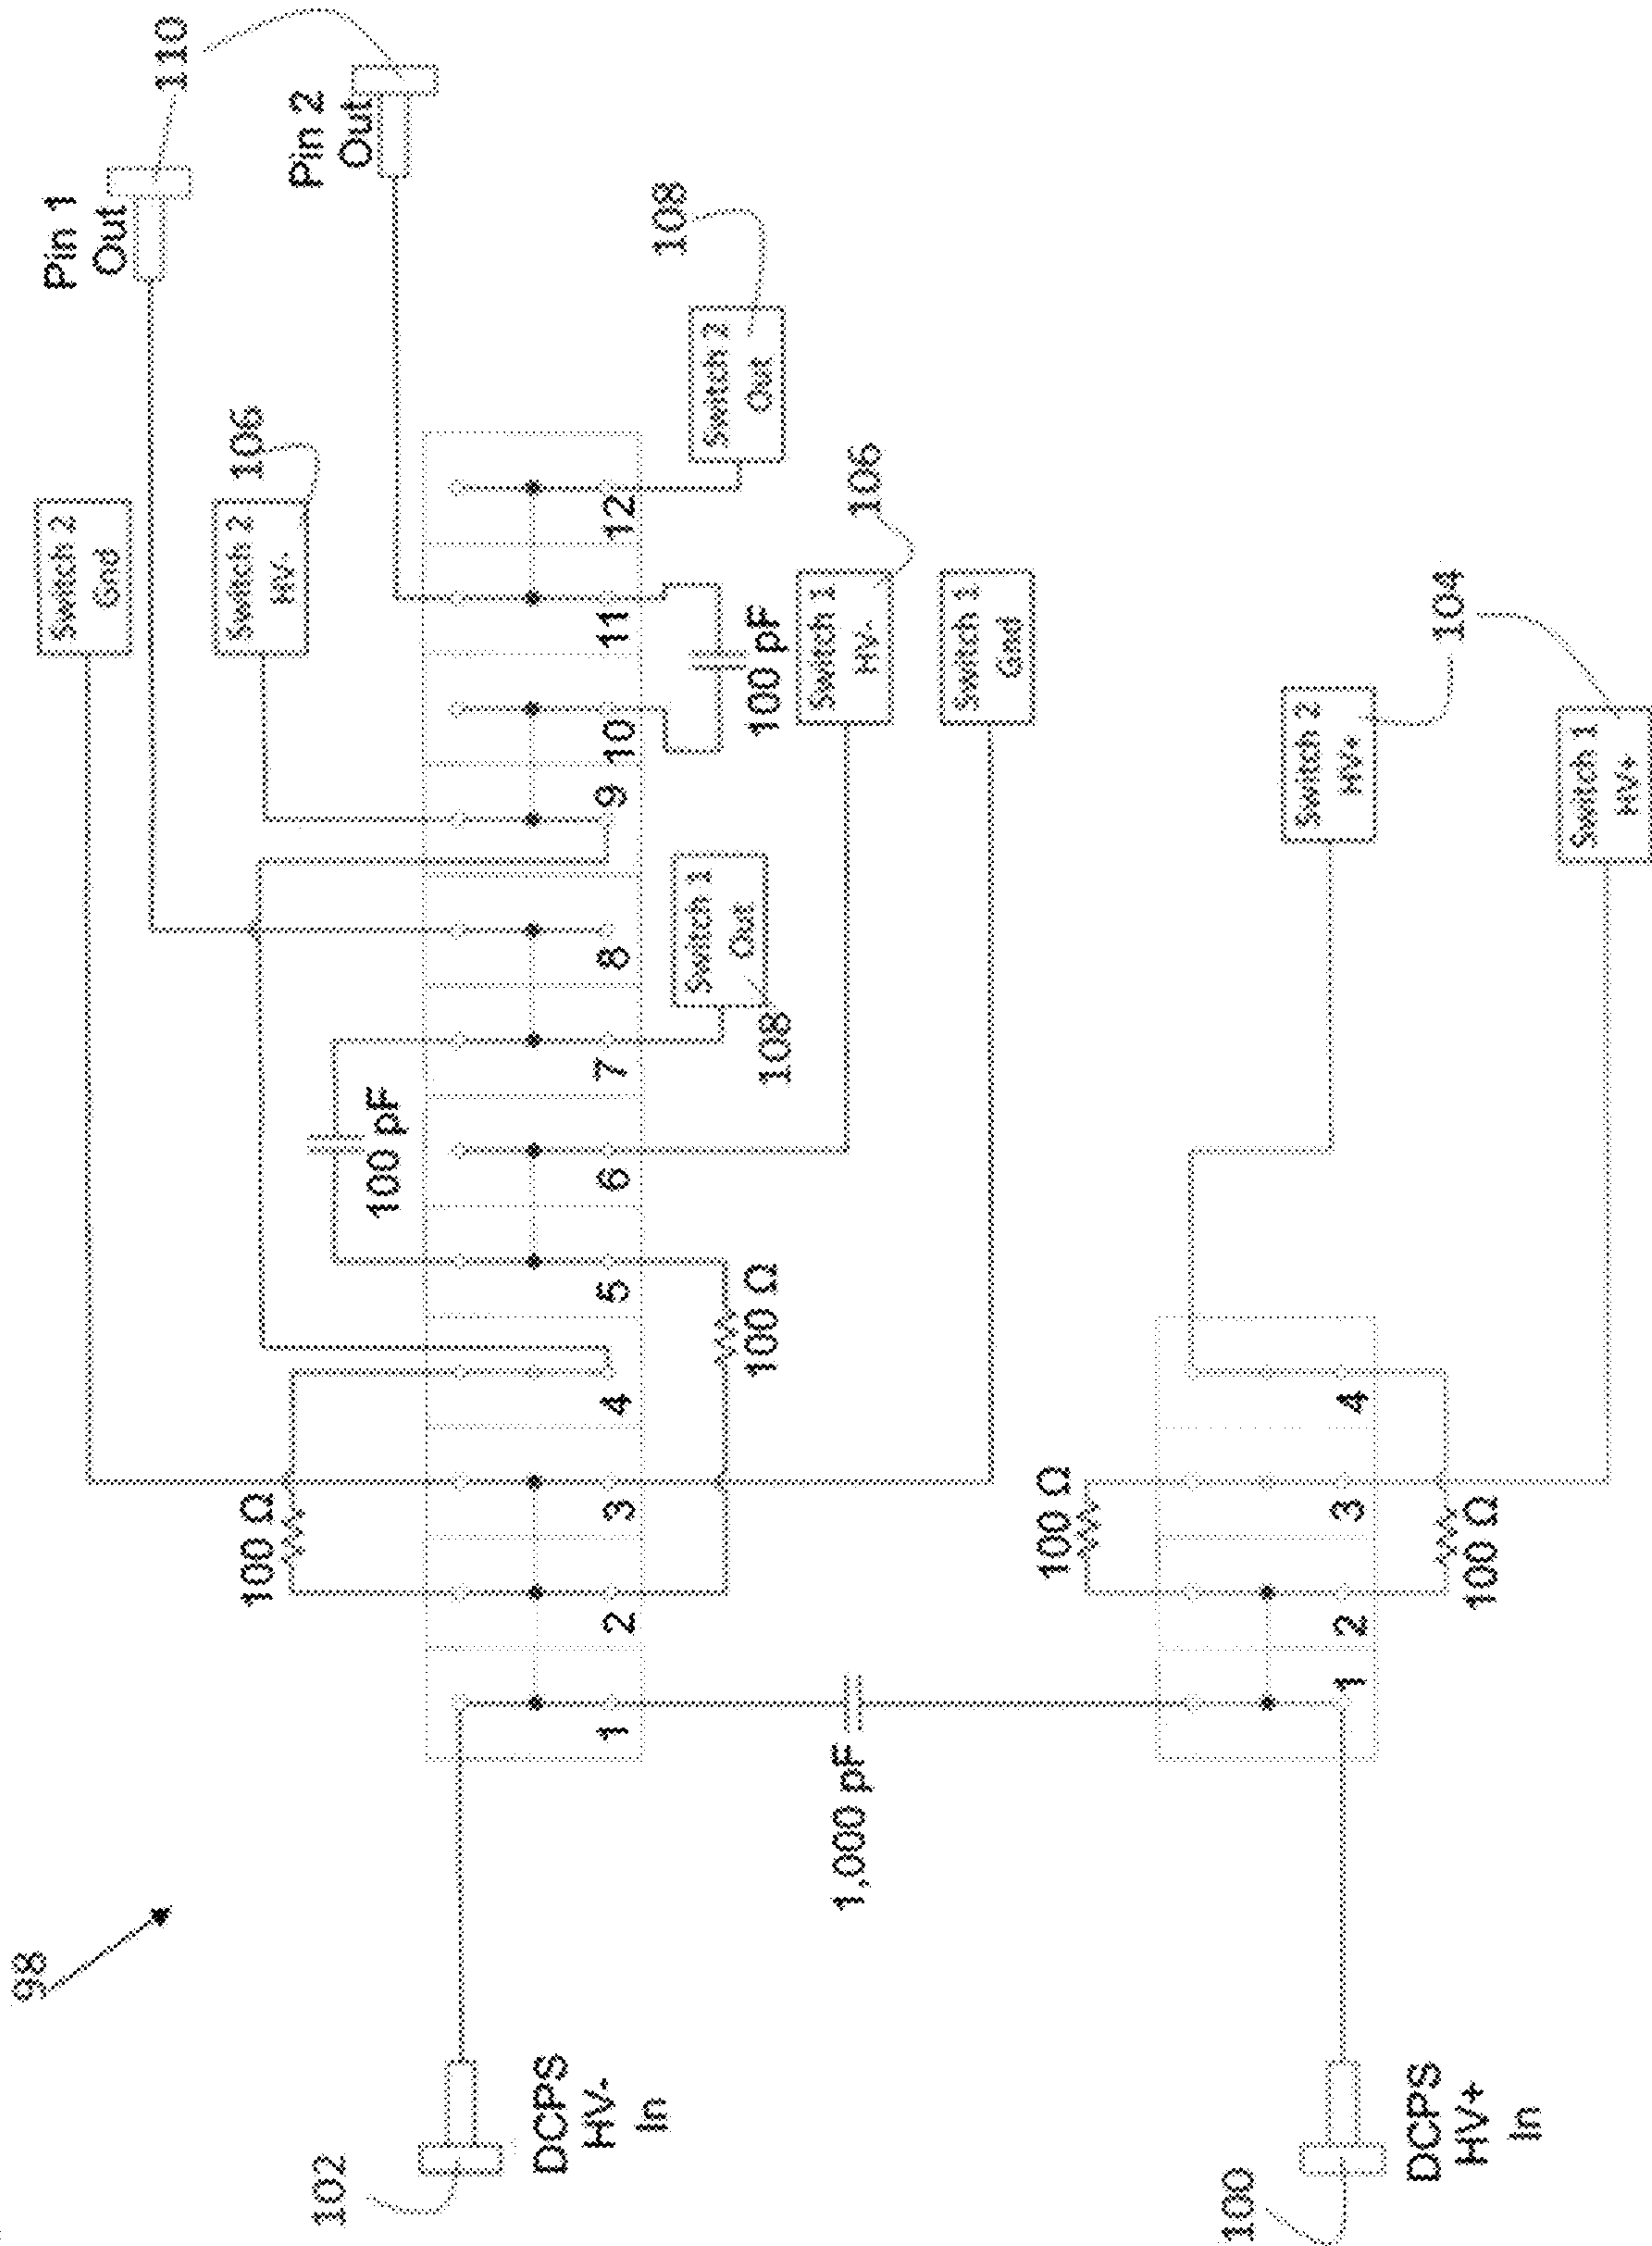 98
110
Pin 1
Out
Pin 2
Out
Switch 2
Gnd
Switch 2
HV-
106
108
Switch 2
Out
100 Ω
100 pF
1
2
3
4
5
6
7
8
9
10
11
12
100 Ω
108
Switch 1
Out
100 pF
106
Switch 1
HV-
Switch 1
Gnd
102
DCPS
HV-
In
1,000 pF
100 Ω
1
2
3
4
100 Ω
104
Switch 2
HV+
Switch 1
HV+
100
DCPS
HV+
In